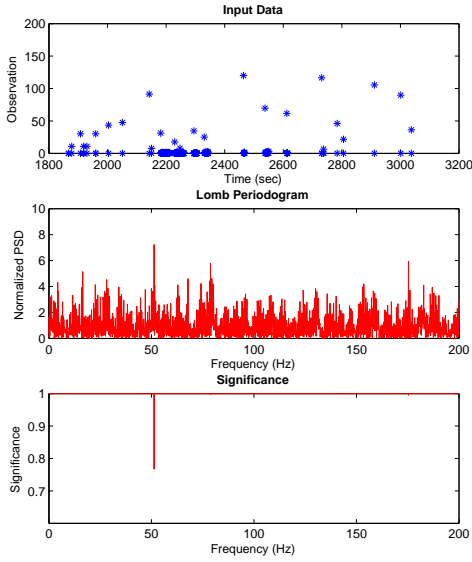 Input Data
200
150
100
50
0
Observation
1800 2000 2200 2400 2600 2800 3000 3200
Time (sec)
Lomb Periodogram
10
8
6
4
2
0
Normalized PSD
0 50 100 150 200
Frequency (Hz)
Significance
1
0.9
0.8
0.7
Significance
0 50 100 150 200
Frequency (Hz)